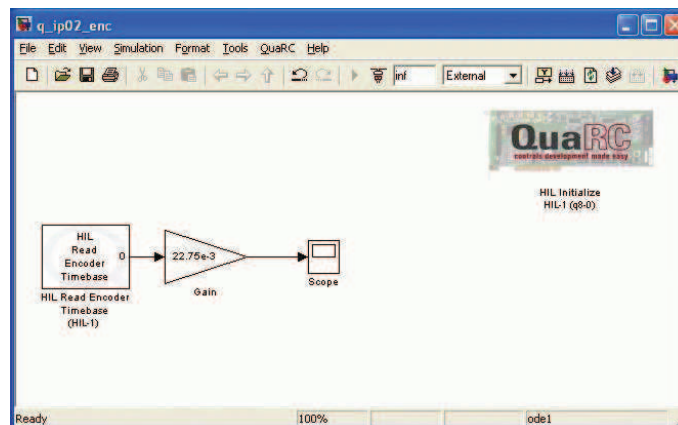 q_ip02_enc
File Edit View Simulation Format Tools QuaRC Help
inf External
QuaRC
controls development made easy
HIL Initialize
HIL-1 (q8-0)
HIL
Read
Encoder
Timebase
0
22.75e-3
HIL Read Encoder
Timebase
(HIL-1)
Gain
Scope
Ready 100% ode1